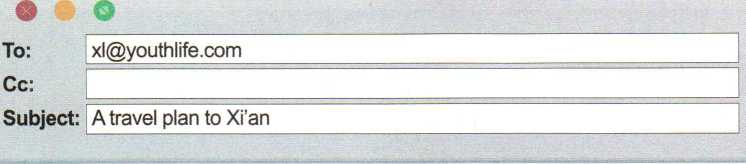 To: xl@youthlife.com
Cc:
Subject: A travel plan to Xi'an